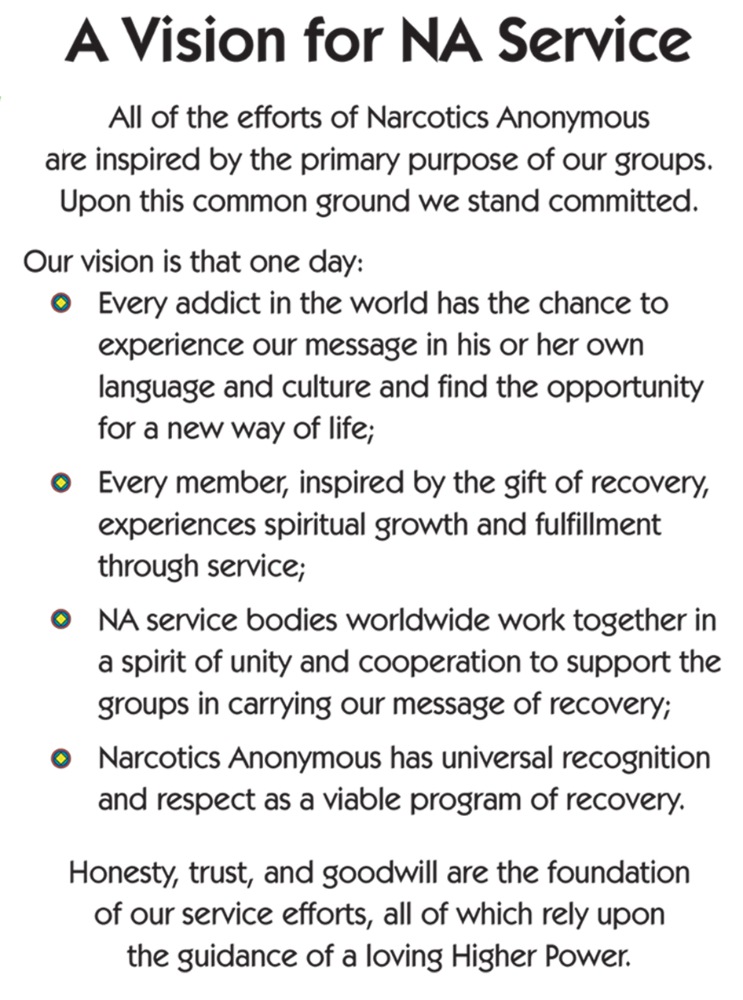 A Vision for NA Service
All of the efforts of Narcotics Anonymous
are inspired by the primary purpose of our groups.
Upon this common ground we stand committed.
Our vision is that one day:
Every addict in the world has the chance to
experience our message in his or her own
language and culture and find the opportunity
for a new way of life;
Every member, inspired by the gift of recovery,
experiences spiritual growth and fulfillment
through service;
NA service bodies worldwide work together in
a spirit of unity and cooperation to support the
groups in carrying our message of recovery;
Narcotics Anonymous has universal recognition
and respect as a viable program of recovery.
Honesty, trust, and goodwill are the foundation
of our service efforts, all of which rely upon
the guidance of a loving Higher Power.